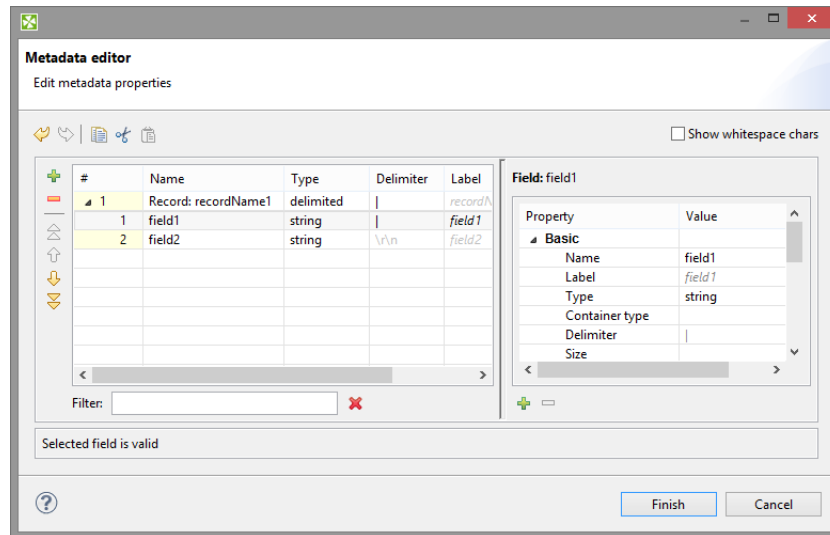 Metadata editor
Edit metadata properties
Show whitespace chars
# Name Type Delimiter Label
1 Record: recordName1 delimited | recordN
1 field1 string | field1
2 field2 string \r\n field2
Filter:
Field: field1
Property Value
Basic
Name field1
Label field1
Type string
Container type
Delimiter |
Size
Selected field is valid
Finish Cancel